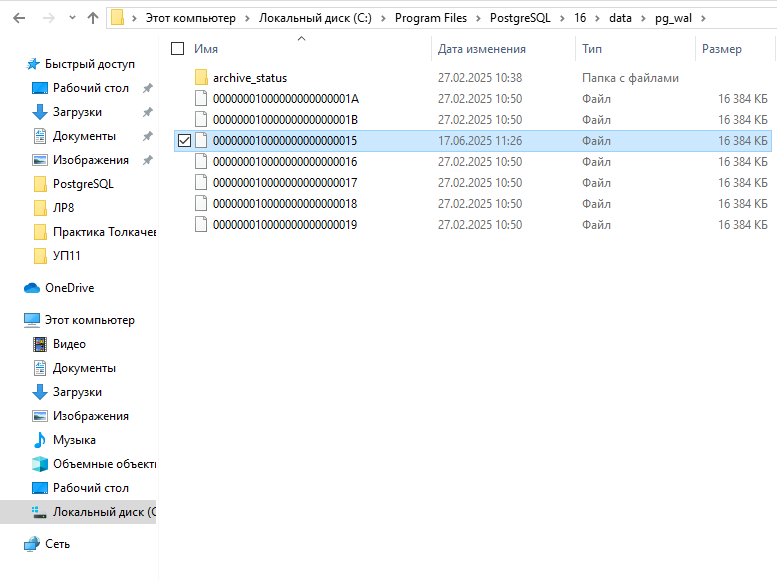 Этот компьютер > Локальный диск (C:) > Program Files > PostgreSQL > 16 > data > pg_wal >
Быстрый доступ
Рабочий стол
Загрузки
Документы
Изображения
PostgreSQL
ЛР8
Практика Толкачев
УП11
OneDrive
Этот компьютер
Видео
Документы
Загрузки
Изображения
Музыка
Объемные объекты
Рабочий стол
Локальный диск (C
Сеть
Имя Дата изменения Тип Размер
archive_status 27.02.2025 10:38 Папка с файлами
00000001000000000000001A 27.02.2025 10:50 Файл 16 384 КБ
00000001000000000000001B 27.02.2025 10:50 Файл 16 384 КБ
000000010000000000000015 17.06.2025 11:26 Файл 16 384 КБ
000000010000000000000016 27.02.2025 10:50 Файл 16 384 КБ
000000010000000000000017 27.02.2025 10:50 Файл 16 384 КБ
000000010000000000000018 27.02.2025 10:50 Файл 16 384 КБ
000000010000000000000019 27.02.2025 10:50 Файл 16 384 КБ